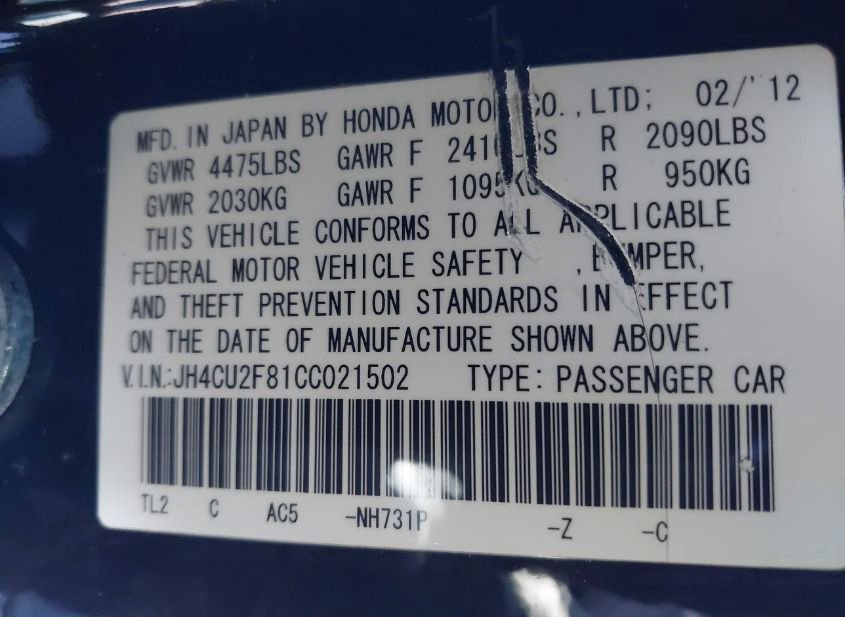 MFD. IN JAPAN BY HONDA MOTOR CO., LTD; 02/'12
GVWR 4475LBS GAWR F 2410LBS R 2090LBS
GVWR 2030KG GAWR F 1095KG R 950KG
THIS VEHICLE CONFORMS TO ALL APPLICABLE
FEDERAL MOTOR VEHICLE SAFETY , BUMPER,
AND THEFT PREVENTION STANDARDS IN EFFECT
ON THE DATE OF MANUFACTURE SHOWN ABOVE.
V.I.N.:JH4CU2F81CC021502 TYPE: PASSENGER CAR
TL2 C AC5 -NH731P -Z -C